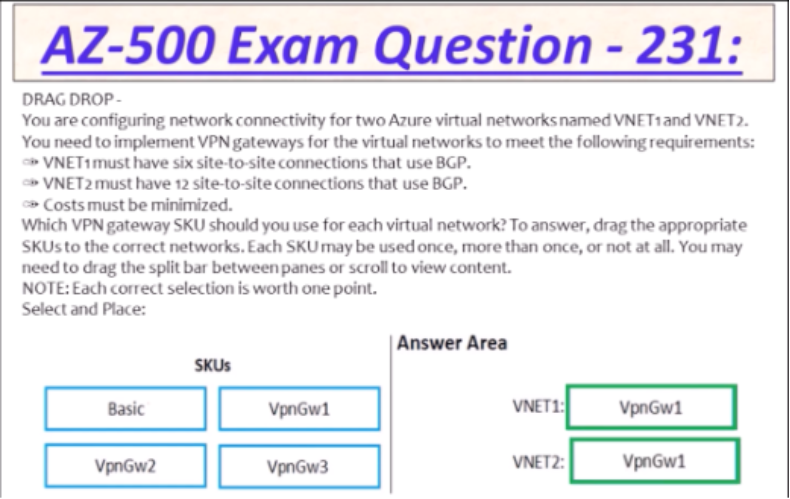 AZ-500 Exam Question - 231:
DRAG DROP -
You are configuring network connectivity for two Azure virtual networks named VNET1 and VNET2.
You need to implement VPN gateways for the virtual networks to meet the following requirements:
VNET1 must have six site-to-site connections that use BGP.
VNET2 must have 12 site-to-site connections that use BGP.
Costs must be minimized.
Which VPN gateway SKU should you use for each virtual network? To answer, drag the appropriate
SKUs to the correct networks. Each SKU may be used once, more than once, or not at all. You may
need to drag the split bar between panes or scroll to view content.
NOTE: Each correct selection is worth one point.
Select and Place:
SKUs
Basic
VpnGw1
VpnGw2
VpnGw3
Answer Area
VNET1: VpnGw1
VNET2: VpnGw1